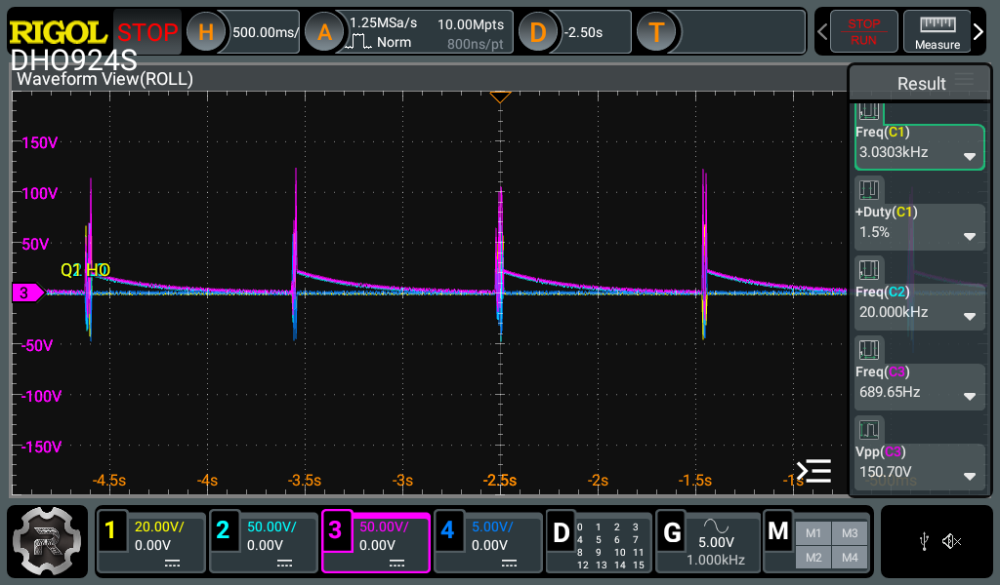 RIGOL STOP H 500.00ms/ A 1.25MSa/s 10.00Mpts D -2.50s T STOP RUN Measure
Norm 800ns/pt
DHO924S
Waveform View(ROLL)
Result
150V
100V
50V
Q1 HO
3
-50V
-100V
-150V
-4.5s -4s -3.5s -3s -2.5s -2s -1.5s -1s -500ms
Freq(C1)
3.0303kHz
+Duty(C1)
1.5%
Freq(C2)
20.000kHz
Freq(C3)
689.65Hz
Vpp(C3)
150.70V
1 20.00V/ 0.00V
2 50.00V/ 0.00V
3 50.00V/ 0.00V
4 5.00V/ 0.00V
D 0 1 2 3
4 5 6 7
8 9 10 11
12 13 14 15
G 5.00V
1.000kHz
M M1 M3
M2 M4
R